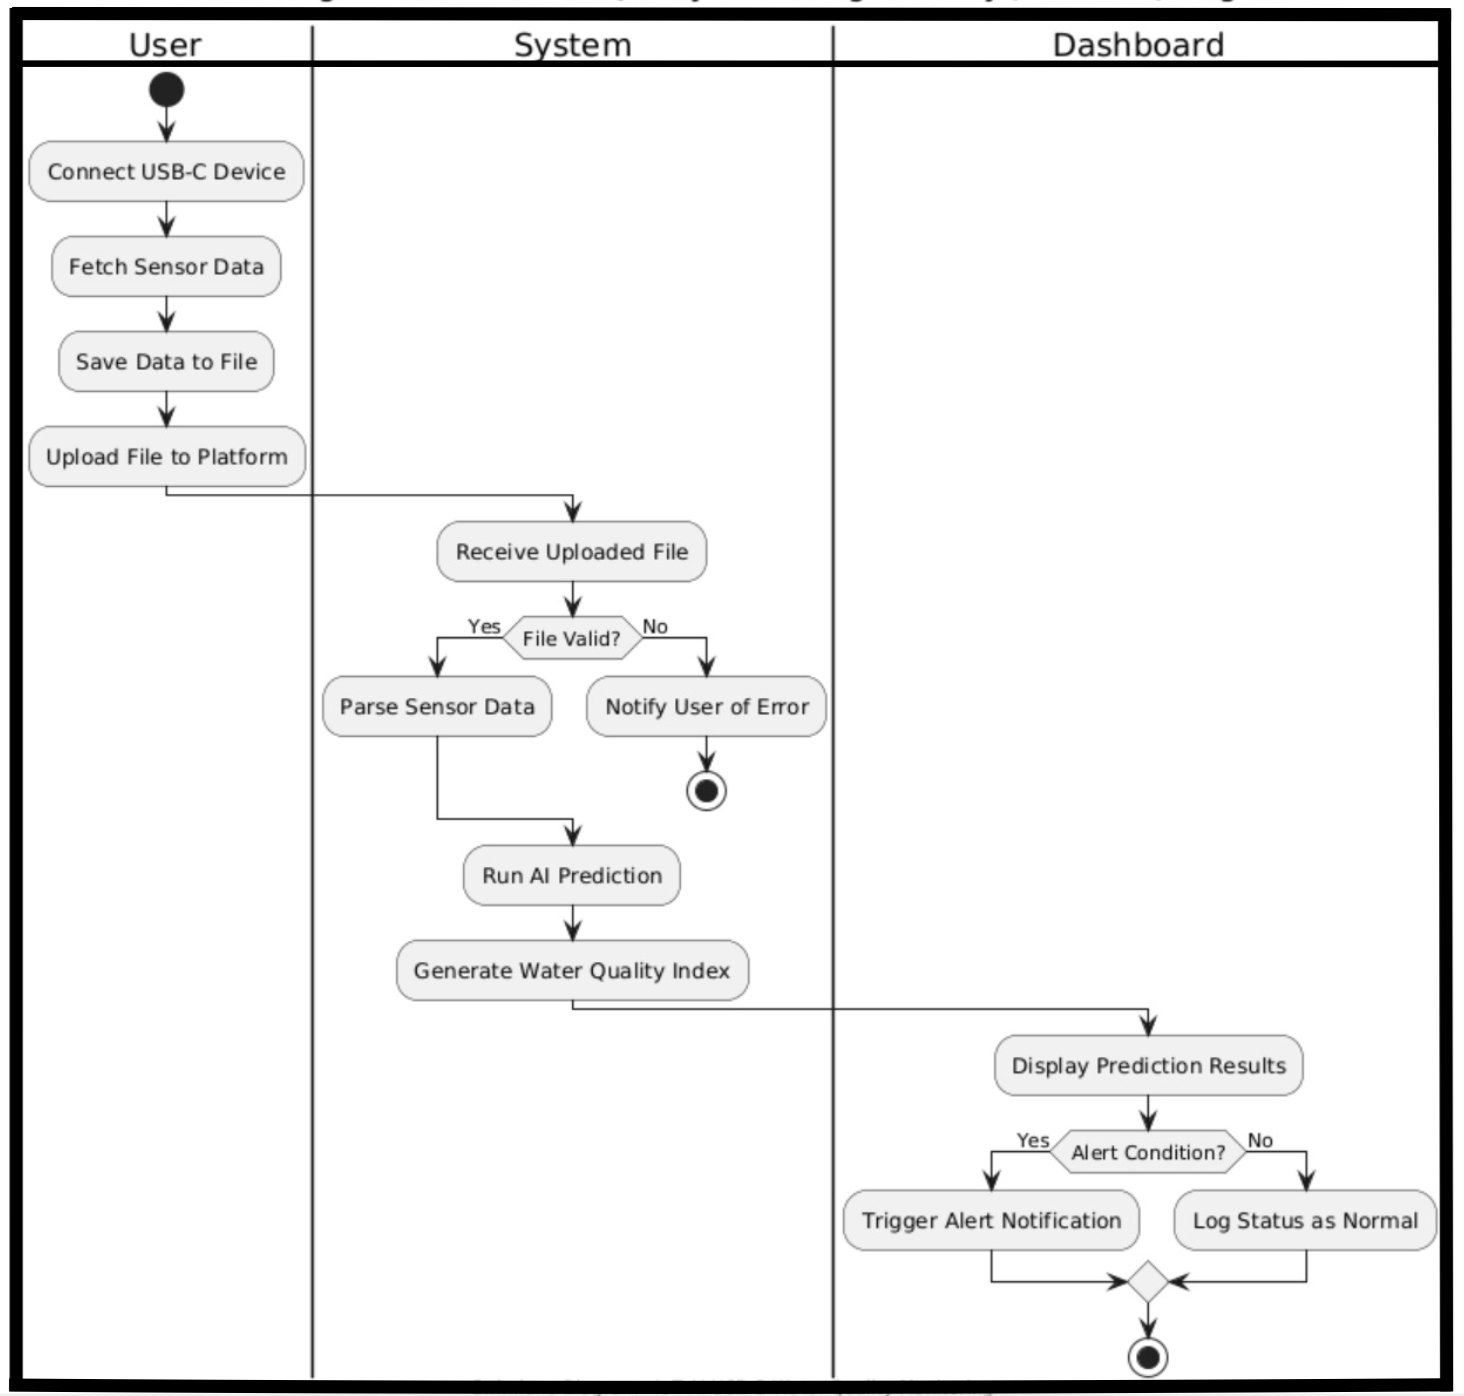 User
System
Dashboard
Connect USB-C Device
Fetch Sensor Data
Save Data to File
Upload File to Platform
Receive Uploaded File
Yes
File Valid?
No
Parse Sensor Data
Notify User of Error
Run AI Prediction
Generate Water Quality Index
Display Prediction Results
Yes
Alert Condition?
No
Trigger Alert Notification
Log Status as Normal